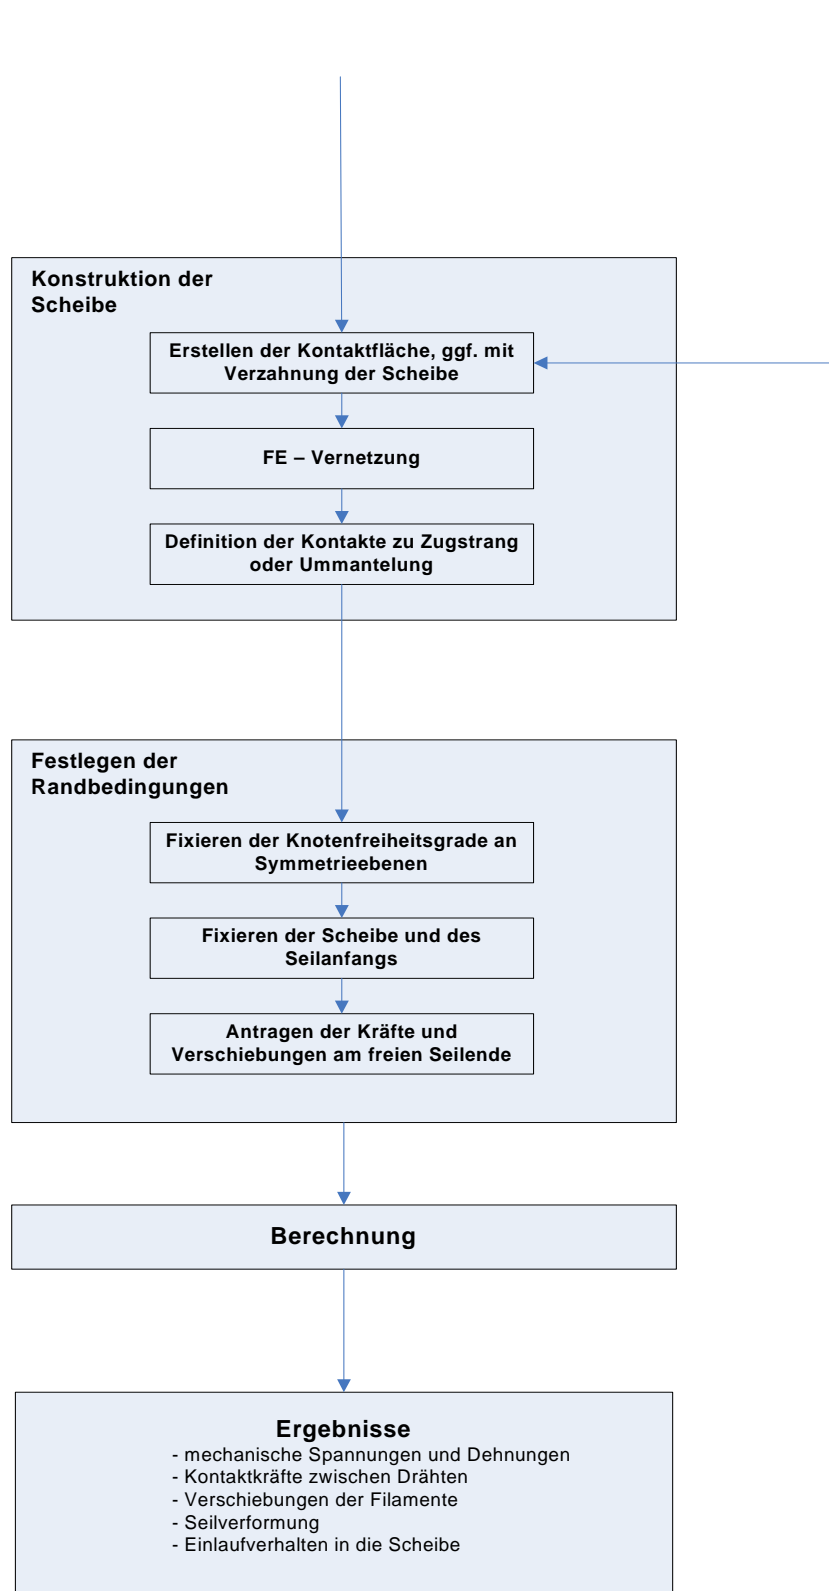 Konstruktion der
Scheibe
Erstellen der Kontaktfläche, ggf. mit
Verzahnung der Scheibe
FE – Vernetzung
Definition der Kontakte zu Zugstrang
oder Ummantelung
Festlegen der
Randbedingungen
Fixieren der Knotenfreiheitsgrade an
Symmetrieebenen
Fixieren der Scheibe und des
Seilanfangs
Antragen der Kräfte und
Verschiebungen am freien Seilende
Berechnung
Ergebnisse
- mechanische Spannungen und Dehnungen
- Kontaktkräfte zwischen Drähten
- Verschiebungen der Filamente
- Seilverformung
- Einlaufverhalten in die Scheibe